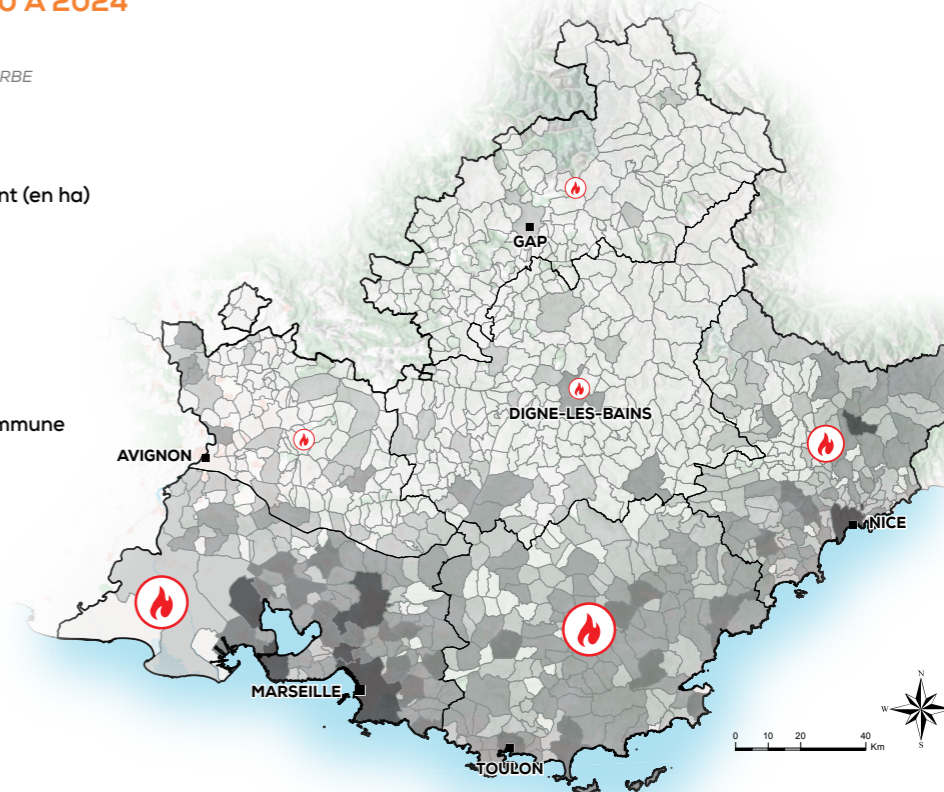 0 À 2024
RBE
nt (en ha)
mmune
GAP
DIGNE-LES-BAINS
AVIGNON
NICE
MARSEILLE
TOULON
N
W
S
0 10 20 40
Km